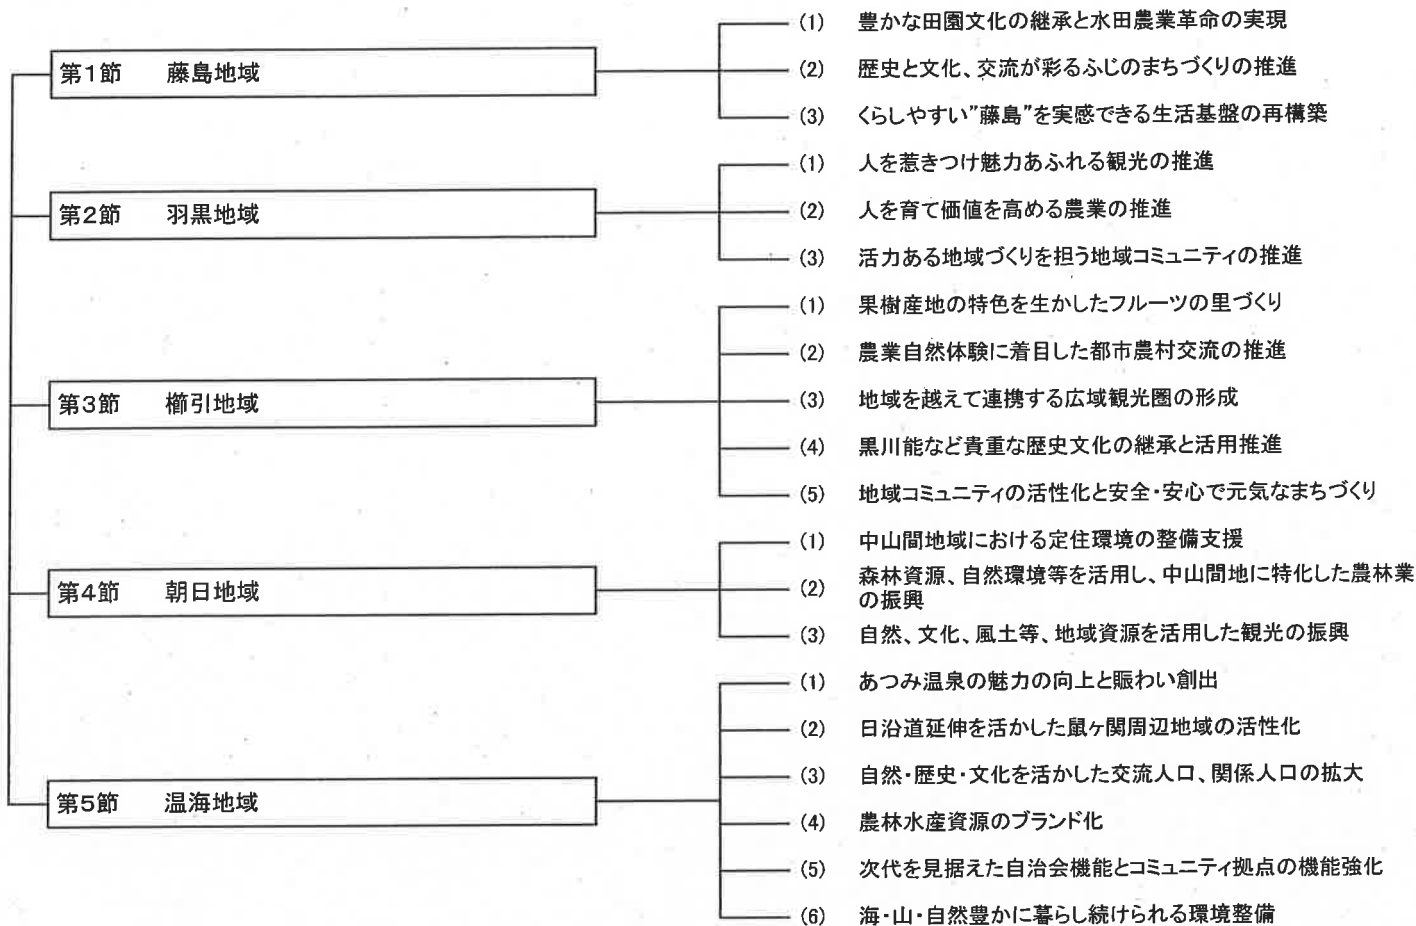 第1節 藤島地域
(1) 豊かな田園文化の継承と水田農業革命の実現
(2) 歴史と文化、交流が彩るふじのまちづくりの推進
(3) くらしやすい”藤島”を実感できる生活基盤の再構築
第2節 羽黒地域
(1) 人を惹きつけ魅力あふれる観光の推進
(2) 人を育て価値を高める農業の推進
(3) 活力ある地域づくりを担う地域コミュニティの推進
第3節 櫛引地域
(1) 果樹産地の特色を生かしたフルーツの里づくり
(2) 農業自然体験に着目した都市農村交流の推進
(3) 地域を越えて連携する広域観光圏の形成
(4) 黒川能など貴重な歴史文化の継承と活用推進
(5) 地域コミュニティの活性化と安全・安心で元気なまちづくり
第4節 朝日地域
(1) 中山間地域における定住環境の整備支援
(2) 森林資源、自然環境等を活用し、中山間地に特化した農林業
の振興
(3) 自然、文化、風土等、地域資源を活用した観光の振興
第5節 温海地域
(1) あつみ温泉の魅力の向上と賑わい創出
(2) 日沿道延伸を活かした鼠ヶ関周辺地域の活性化
(3) 自然・歴史・文化を活かした交流人口、関係人口の拡大
(4) 農林水産資源のブランド化
(5) 次代を見据えた自治会機能とコミュニティ拠点の機能強化
(6) 海・山・自然豊かに暮らし続けられる環境整備